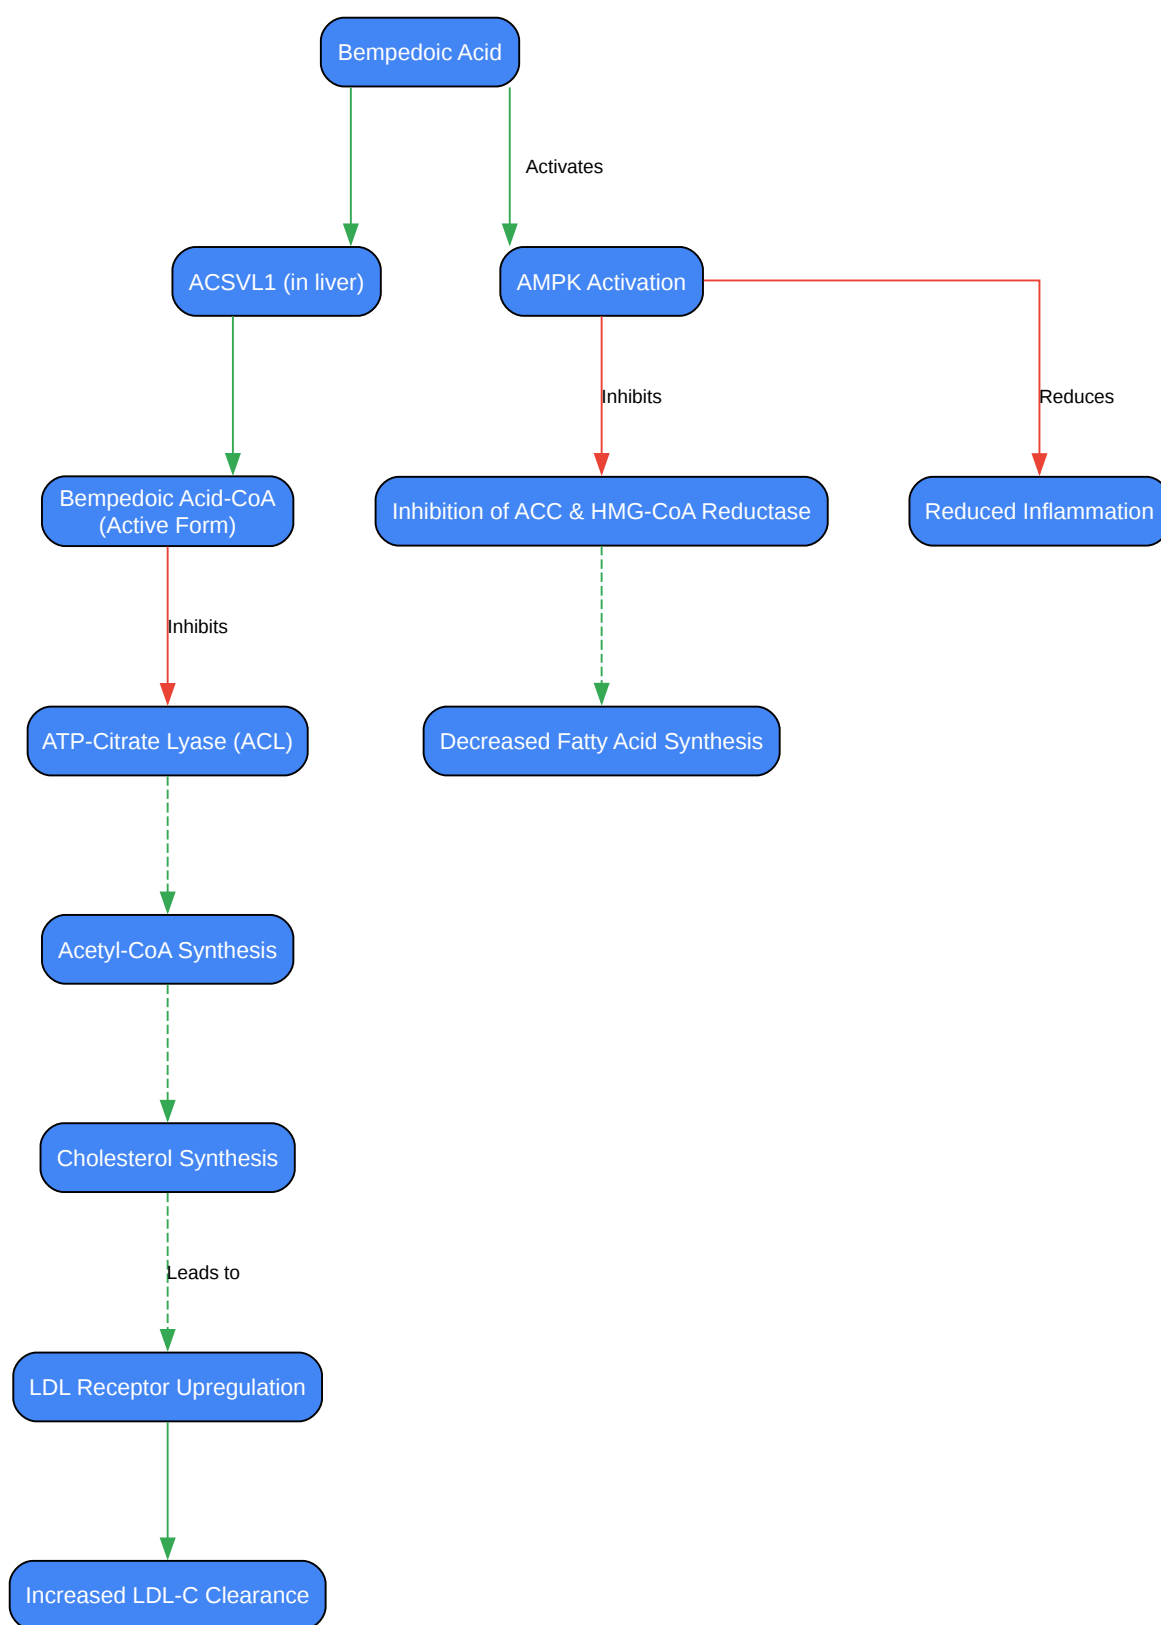 Bempedoic Acid
Activates
ACSVL1 (in liver)
AMPK Activation
Inhibits
Reduces
Bempedoic Acid-CoA
(Active Form)
Inhibition of ACC & HMG-CoA Reductase
Reduced Inflammation
Inhibits
ATP-Citrate Lyase (ACL)
Decreased Fatty Acid Synthesis
Acetyl-CoA Synthesis
Cholesterol Synthesis
Leads to
LDL Receptor Upregulation
Increased LDL-C Clearance